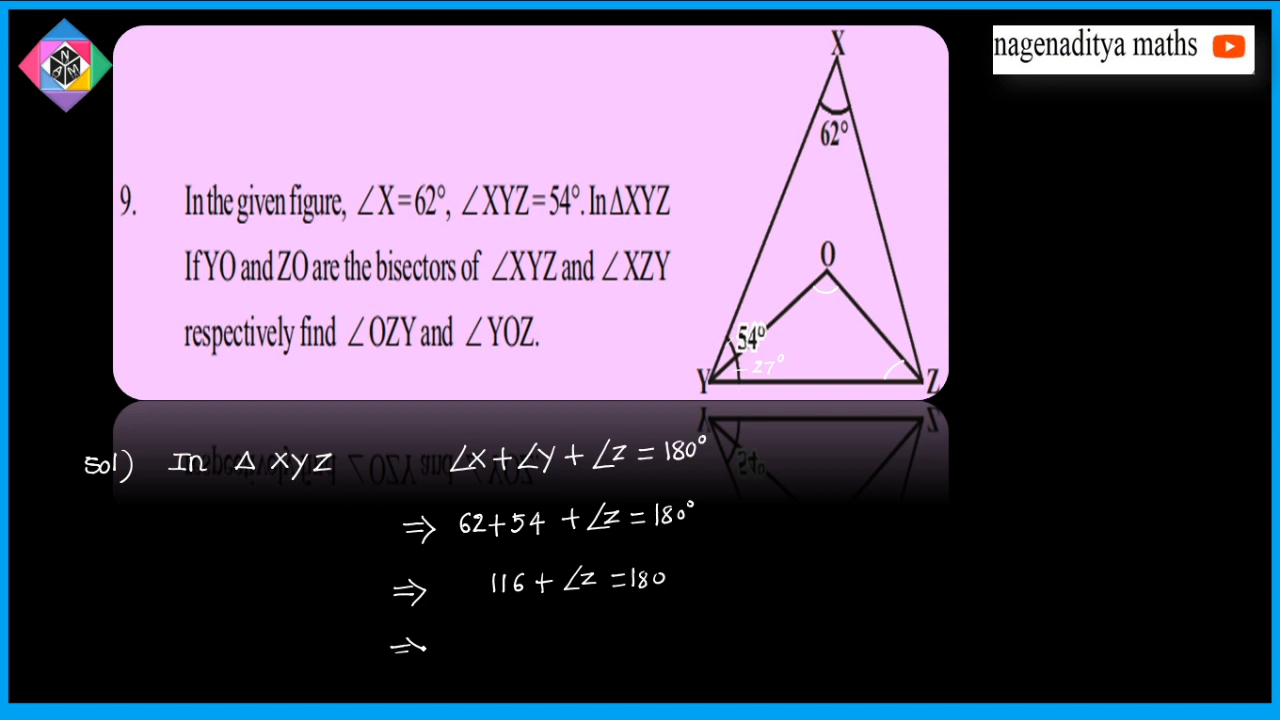 N
A M
nagenaditya maths
X
62°
9. In the given figure, ∠X=62°, ∠XYZ=54°. In ΔXYZ
If YO and ZO are the bisectors of ∠XYZ and ∠XZY
respectively find ∠OZY and ∠YOZ.
O
54°
27°
Y
Z
Sol) In Δ XYZ ∠X+∠Y+∠Z=180°
⇒ 62+54 +∠Z=180°
⇒ 116+∠Z=180
⇒